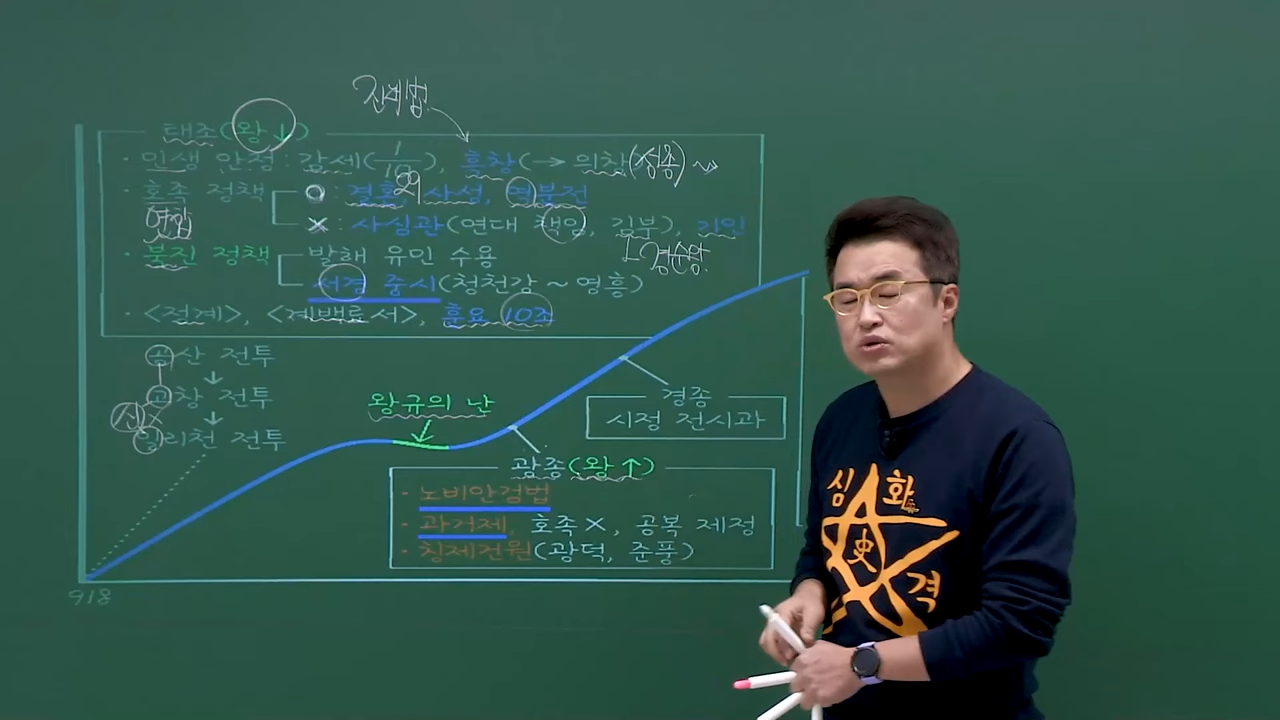 진대법
태조(왕↓)
· 민생 안정 : 감세(1/10), 흑창(→ 의창(성종)
· 호족 정책 ○ : 결혼, 사성, 역분전
29
연합
× : 사심관(연대 책임, 김부), 기인
경순왕
· 북진 정책 발해 유민 수용
서경 중시(청천강 ~ 영흥)
· <정계>, <계백료서>, 훈요 10조
공산 전투
↓
고창 전투
↓
일리천 전투
왕규의 난
경종
시정 전시과
광종(왕↑)
· 노비안검법
· 과거제, 호족×, 공복 제정
· 칭제건원(광덕, 준풍)
918
심화
史
격